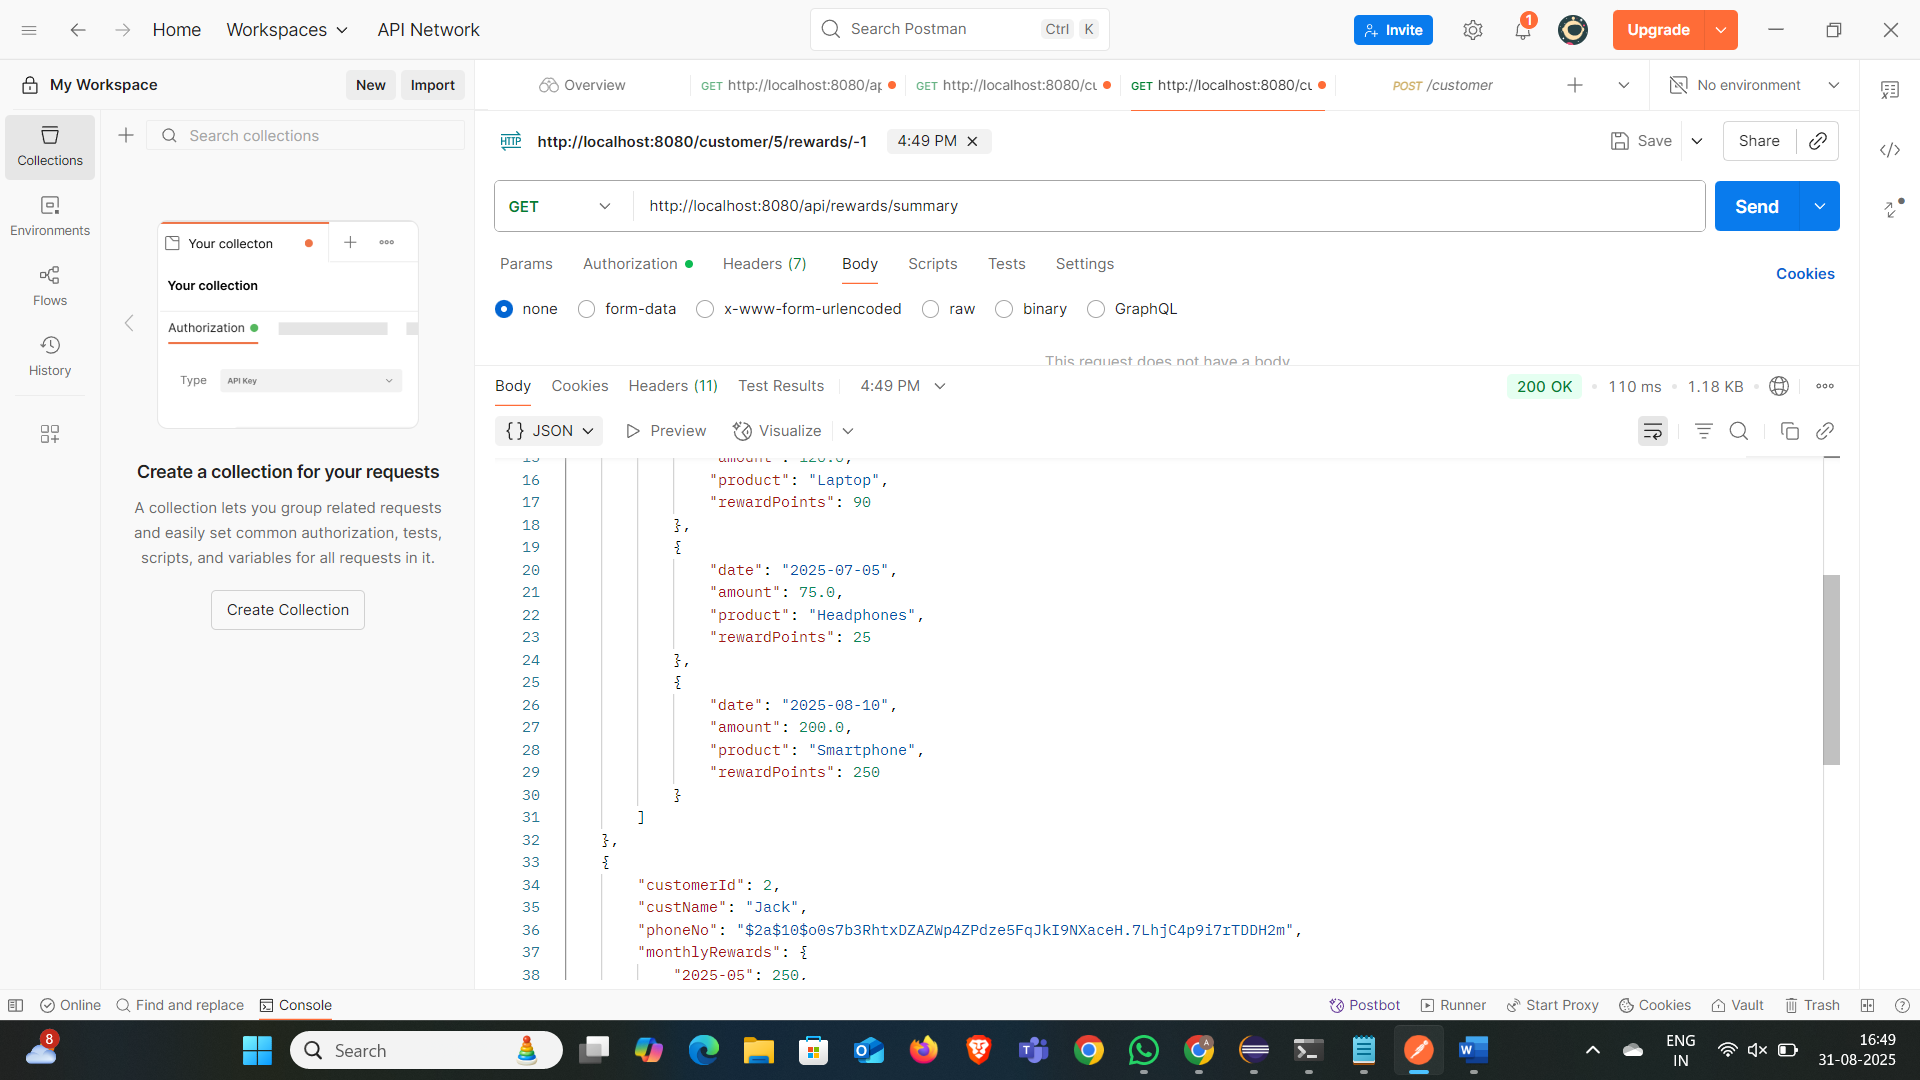 Home
Workspaces
API Network
Search Postman
Ctrl
K
Invite
1
Upgrade
My Workspace
New
Import
Overview
GET http://localhost:8080/ap
GET http://localhost:8080/cu
GET http://localhost:8080/cu
POST /customer
No environment
Collections
Environments
Flows
History
Search collections
Your collecton
Your collection
Authorization
Type
API Key
Create a collection for your requests
A collection lets you group related requests
and easily set common authorization, tests,
scripts, and variables for all requests in it.
Create Collection
HTTP
http://localhost:8080/customer/5/rewards/-1
4:49 PM
Save
Share
GET
http://localhost:8080/api/rewards/summary
Send
Params
Authorization
Headers (7)
Body
Scripts
Tests
Settings
Cookies
none
form-data
x-www-form-urlencoded
raw
binary
GraphQL
This request does not have a body
Body
Cookies
Headers (11)
Test Results
4:49 PM
200 OK
110 ms
1.18 KB
{} JSON
Preview
Visualize
15 "amount": 120.0,
16 "product": "Laptop",
17 "rewardPoints": 90
18 },
19 {
20 "date": "2025-07-05",
21 "amount": 75.0,
22 "product": "Headphones",
23 "rewardPoints": 25
24 },
25 {
26 "date": "2025-08-10",
27 "amount": 200.0,
28 "product": "Smartphone",
29 "rewardPoints": 250
30 }
31 ]
32 },
33 {
34 "customerId": 2,
35 "custName": "Jack",
36 "phoneNo": "$2a$10$o0s7b3RhtxDZAZWp4ZPdze5FqJkI9NXaceH.7LhjC4p9i7rTDDH2m",
37 "monthlyRewards": {
38 "2025-05": 250,
Online
Find and replace
Console
Postbot
Runner
Start Proxy
Cookies
Vault
Trash
8
Search
ENG
IN
16:49
31-08-2025